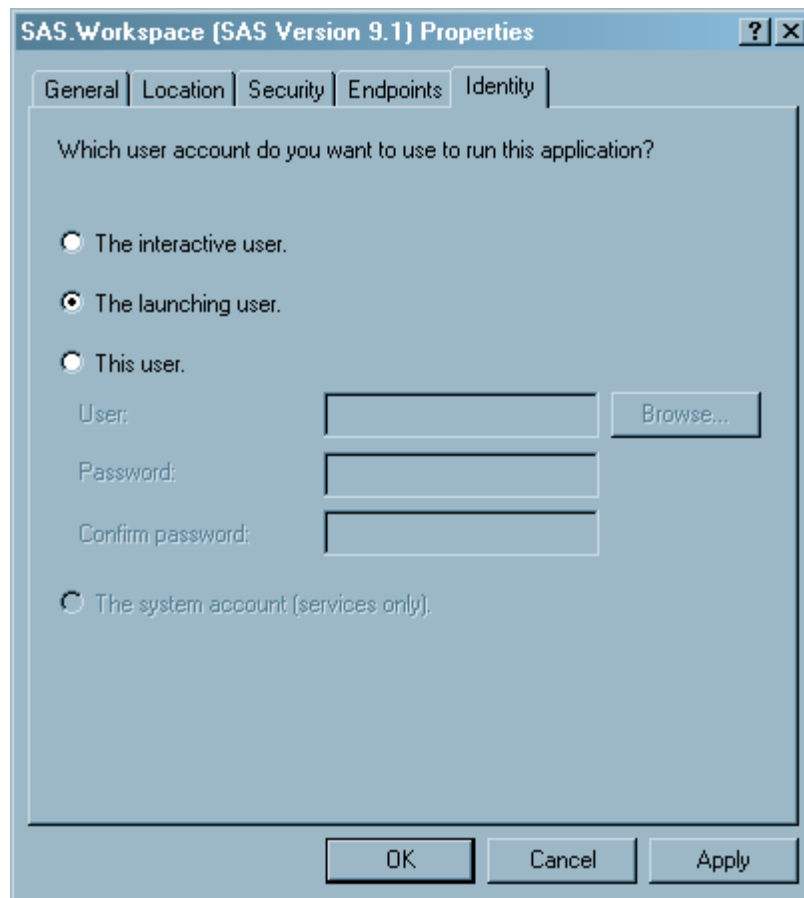 SAS.Workspace (SAS Version 9.1) Properties
General Location Security Endpoints Identity
Which user account do you want to use to run this application?
The interactive user.
The launching user.
This user.
User: Browse...
Password:
Confirm password:
The system account (services only).
OK Cancel Apply